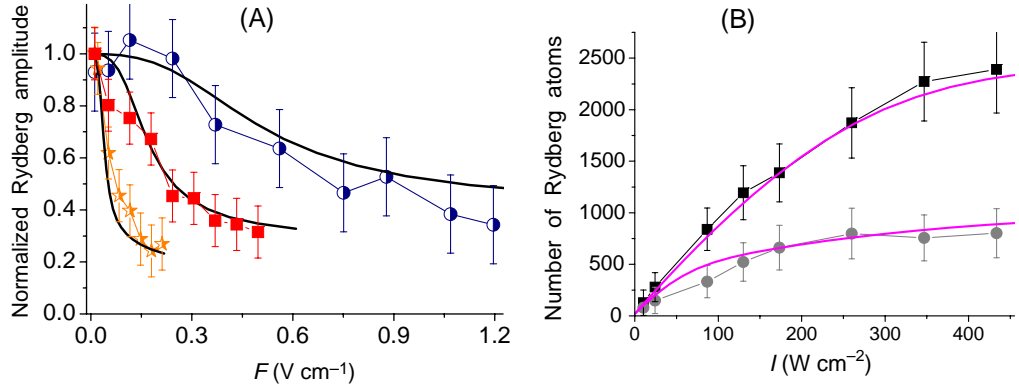 (A)
Normalized Rydberg amplitude
1.0
0.8
0.6
0.4
0.2
0.0
0.0 0.3 0.6 0.9 1.2
F (V cm⁻¹)
(B)
Number of Rydberg atoms
2500
2000
1500
1000
500
0
0 100 200 300 400
I (W cm⁻²)